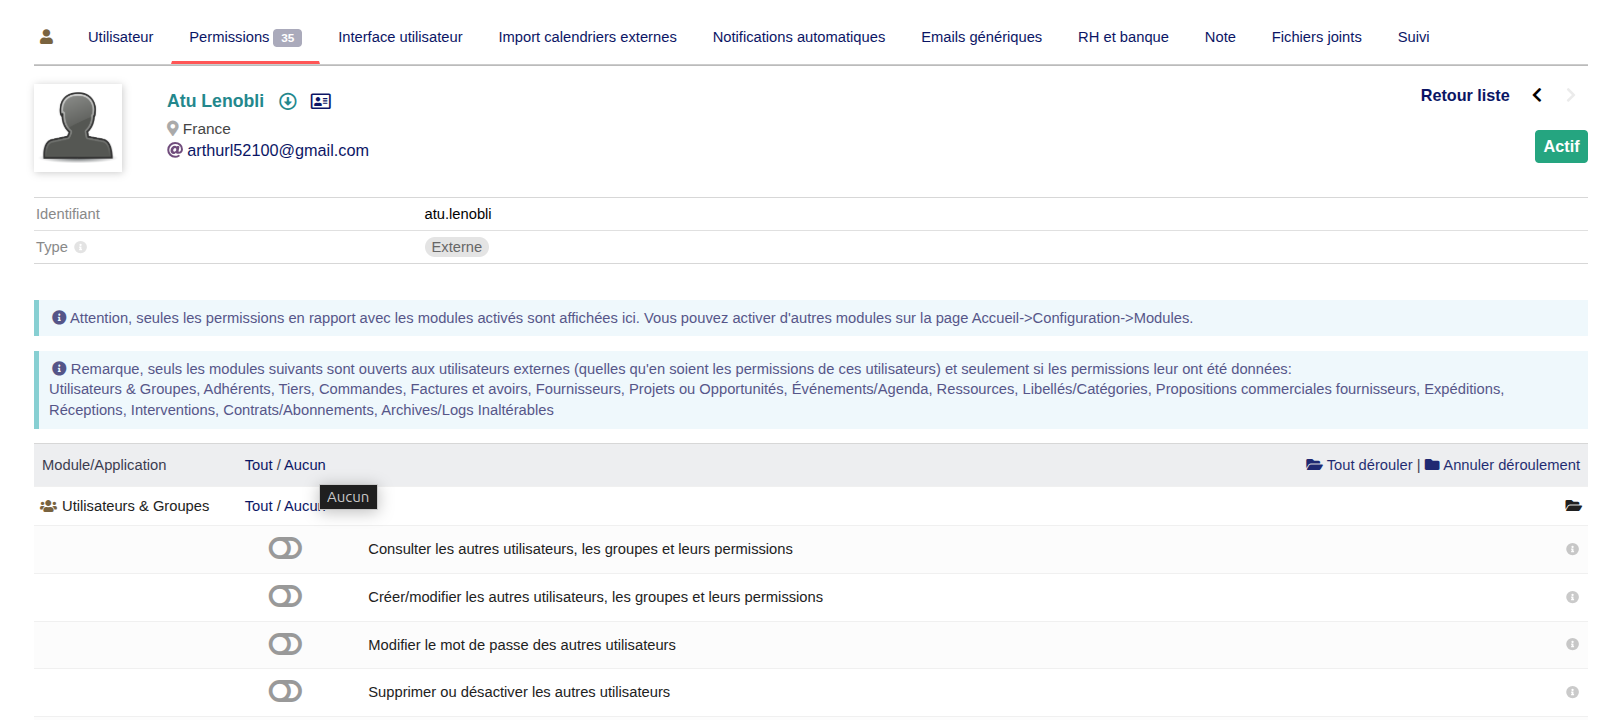 Utilisateur Permissions 35 Interface utilisateur Import calendriers externes Notifications automatiques Emails génériques RH et banque Note Fichiers joints Suivi
Atu Lenobli
Retour liste
France
arthurl52100@gmail.com
Actif
Identifiant atu.lenobli
Type Externe
Attention, seules les permissions en rapport avec les modules activés sont affichées ici. Vous pouvez activer d'autres modules sur la page Accueil->Configuration->Modules.
Remarque, seuls les modules suivants sont ouverts aux utilisateurs externes (quelles qu'en soient les permissions de ces utilisateurs) et seulement si les permissions leur ont été données:
Utilisateurs & Groupes, Adhérents, Tiers, Commandes, Factures et avoirs, Fournisseurs, Projets ou Opportunités, Événements/Agenda, Ressources, Libellés/Catégories, Propositions commerciales fournisseurs, Expéditions,
Réceptions, Interventions, Contrats/Abonnements, Archives/Logs Inaltérables
Module/Application Tout / Aucun Tout dérouler | Annuler déroulement
Aucun
Utilisateurs & Groupes Tout / Aucun
Consulter les autres utilisateurs, les groupes et leurs permissions
Créer/modifier les autres utilisateurs, les groupes et leurs permissions
Modifier le mot de passe des autres utilisateurs
Supprimer ou désactiver les autres utilisateurs